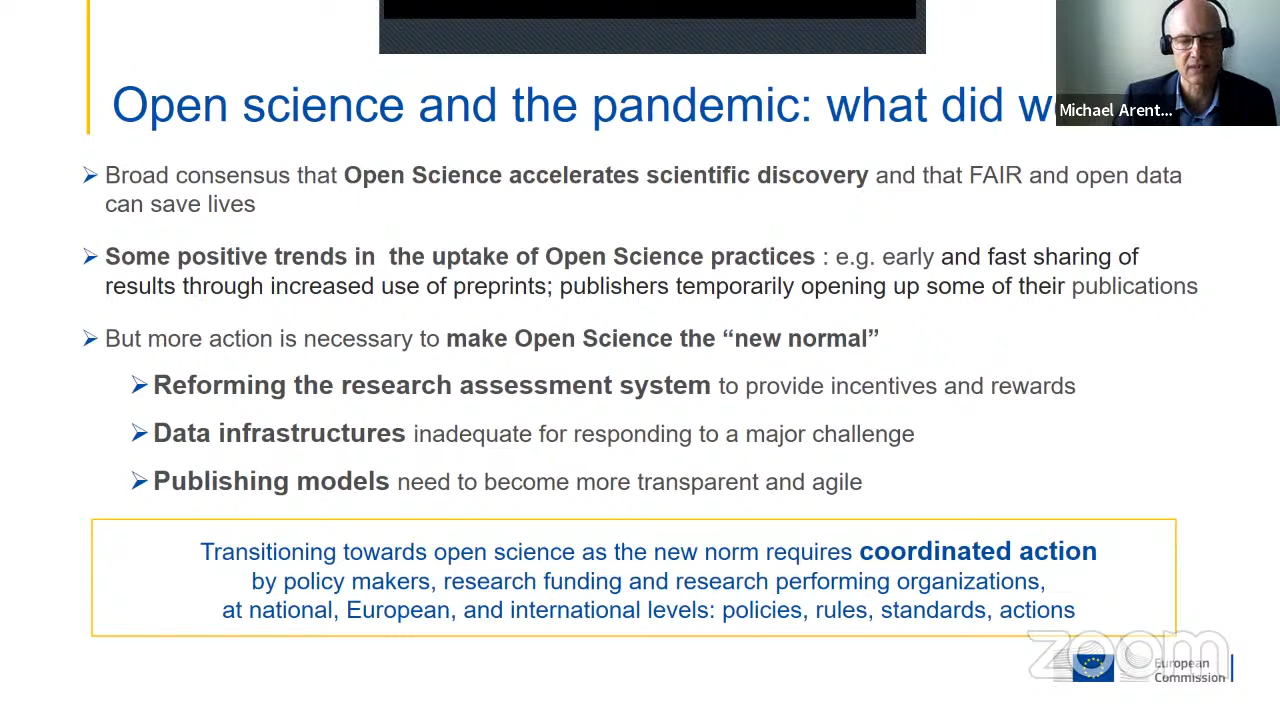 Open science and the pandemic: what did w
Michael Arent...
➢ Broad consensus that Open Science accelerates scientific discovery and that FAIR and open data
can save lives
➢ Some positive trends in the uptake of Open Science practices : e.g. early and fast sharing of
results through increased use of preprints; publishers temporarily opening up some of their publications
➢ But more action is necessary to make Open Science the “new normal”
➢ Reforming the research assessment system to provide incentives and rewards
➢ Data infrastructures inadequate for responding to a major challenge
➢ Publishing models need to become more transparent and agile
Transitioning towards open science as the new norm requires coordinated action
by policy makers, research funding and research performing organizations,
at national, European, and international levels: policies, rules, standards, actions
zoom
European
Commission